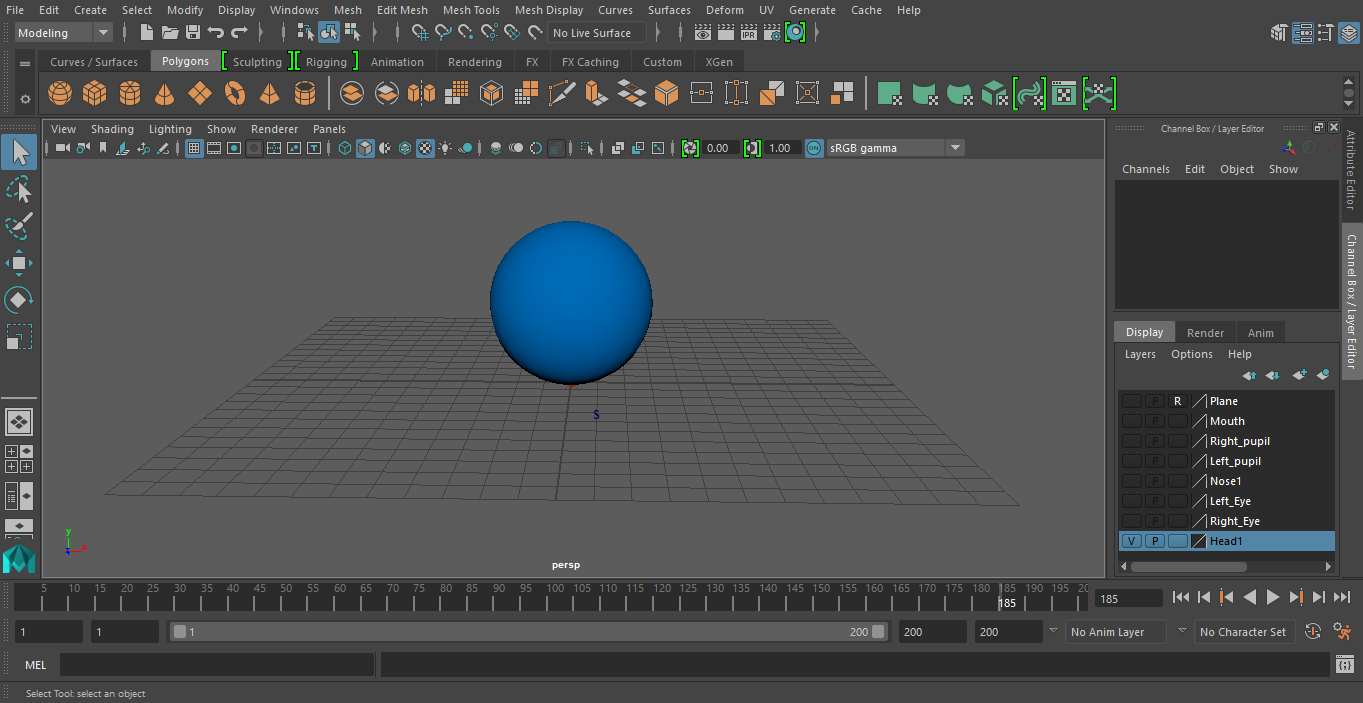 File Edit Create Select Modify Display Windows Mesh Edit Mesh Mesh Tools Mesh Display Curves Surfaces Deform UV Generate Cache Help
Modeling No Live Surface IPR
Curves / Surfaces Polygons Sculpting Rigging Animation Rendering FX FX Caching Custom XGen
View Shading Lighting Show Renderer Panels
0.00 1.00 ON sRGB gamma
Channel Box / Layer Editor
Channels Edit Object Show
Attribute Editor
Channel Box / Layer Editor
Display Render Anim
Layers Options Help
P R Plane
P Mouth
P Right_pupil
P Left_pupil
P Nose1
P Left_Eye
P Right_Eye
V P Head1
S
y
x
z
persp
5 10 15 20 25 30 35 40 45 50 55 60 65 70 75 80 85 90 95 100 105 110 115 120 125 130 135 140 145 150 155 160 165 170 175 180 185 190 195 20
185
185
1 1 1 200 200 200 No Anim Layer No Character Set
MEL
Select Tool: select an object